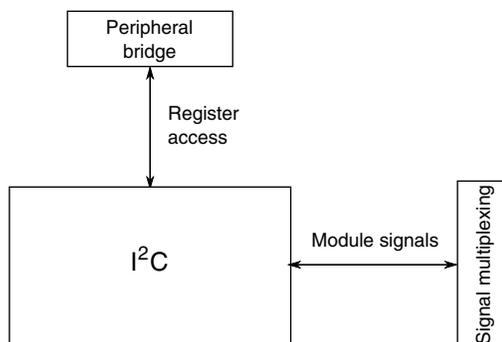 Peripheral
bridge
Register
access
I²C
Module signals
Signal multiplexing